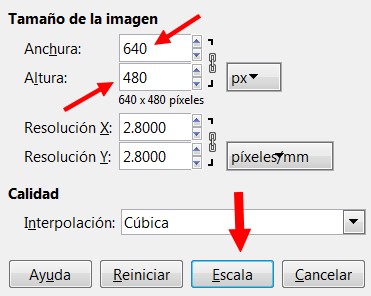 Tamaño de la imagen
Anchura: 640
Altura: 480 px
640 x 480 píxeles
Resolución X: 2.8000
Resolución Y: 2.8000 píxeles/mm
Calidad
Interpolación: Cúbica
Ayuda Reiniciar Escala Cancelar